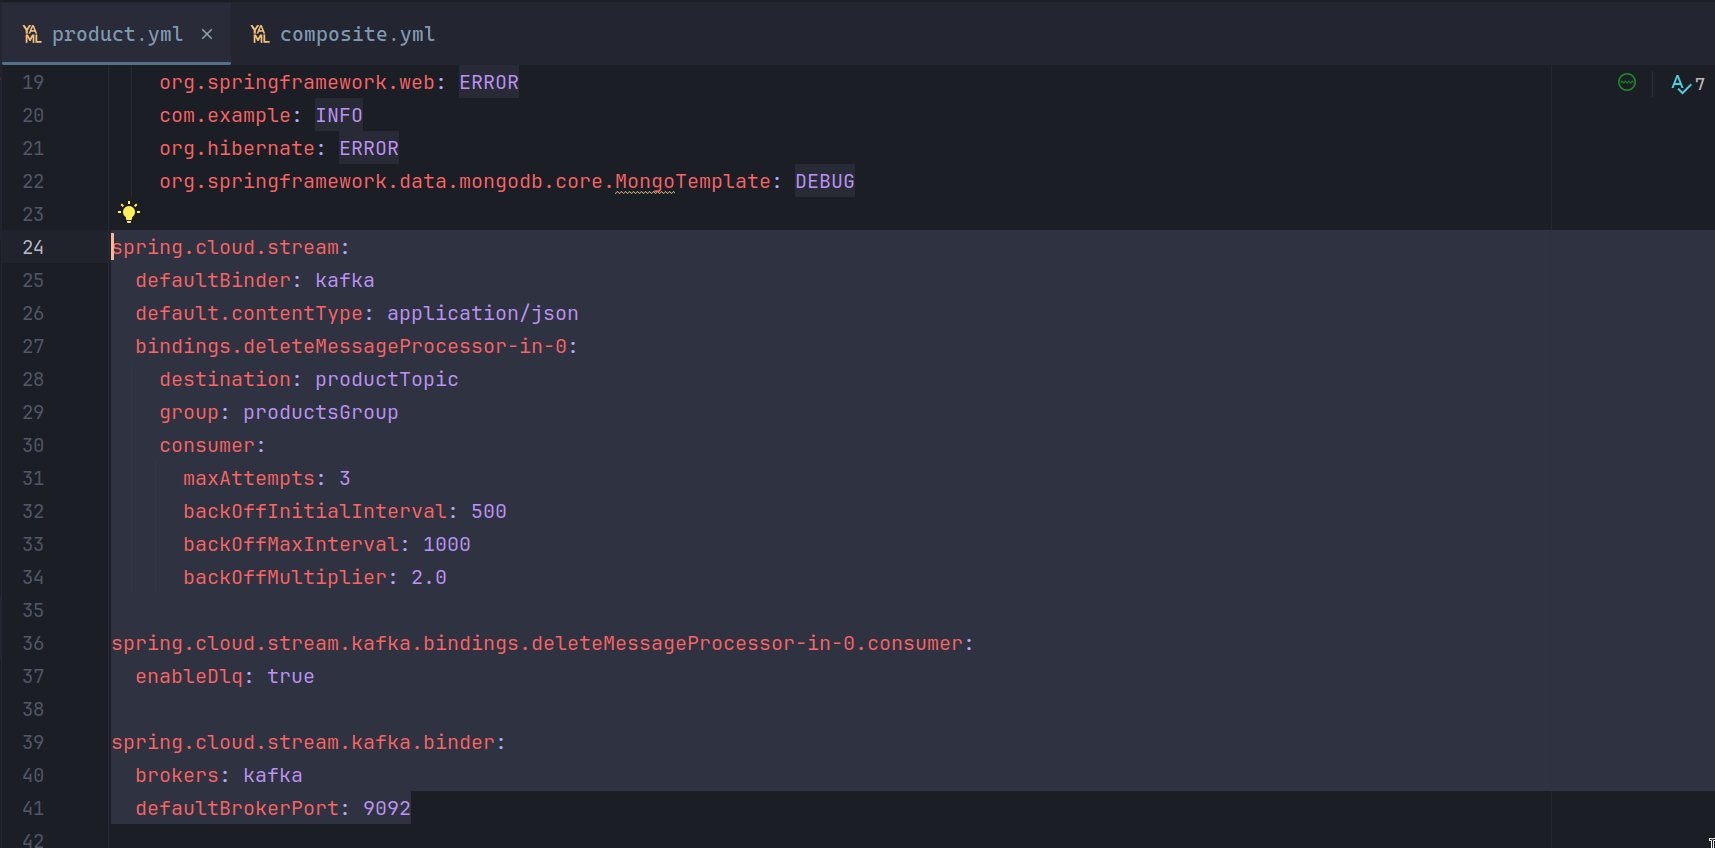 product.yml × composite.yml
19 org.springframework.web: ERROR
7
20 com.example: INFO
21 org.hibernate: ERROR
22 org.springframework.data.mongodb.core.MongoTemplate: DEBUG
23
24 spring.cloud.stream:
25 defaultBinder: kafka
26 default.contentType: application/json
27 bindings.deleteMessageProcessor-in-0:
28 destination: productTopic
29 group: productsGroup
30 consumer:
31 maxAttempts: 3
32 backOffInitialInterval: 500
33 backOffMaxInterval: 1000
34 backOffMultiplier: 2.0
35
36 spring.cloud.stream.kafka.bindings.deleteMessageProcessor-in-0.consumer:
37 enableDlq: true
38
39 spring.cloud.stream.kafka.binder:
40 brokers: kafka
41 defaultBrokerPort: 9092
42